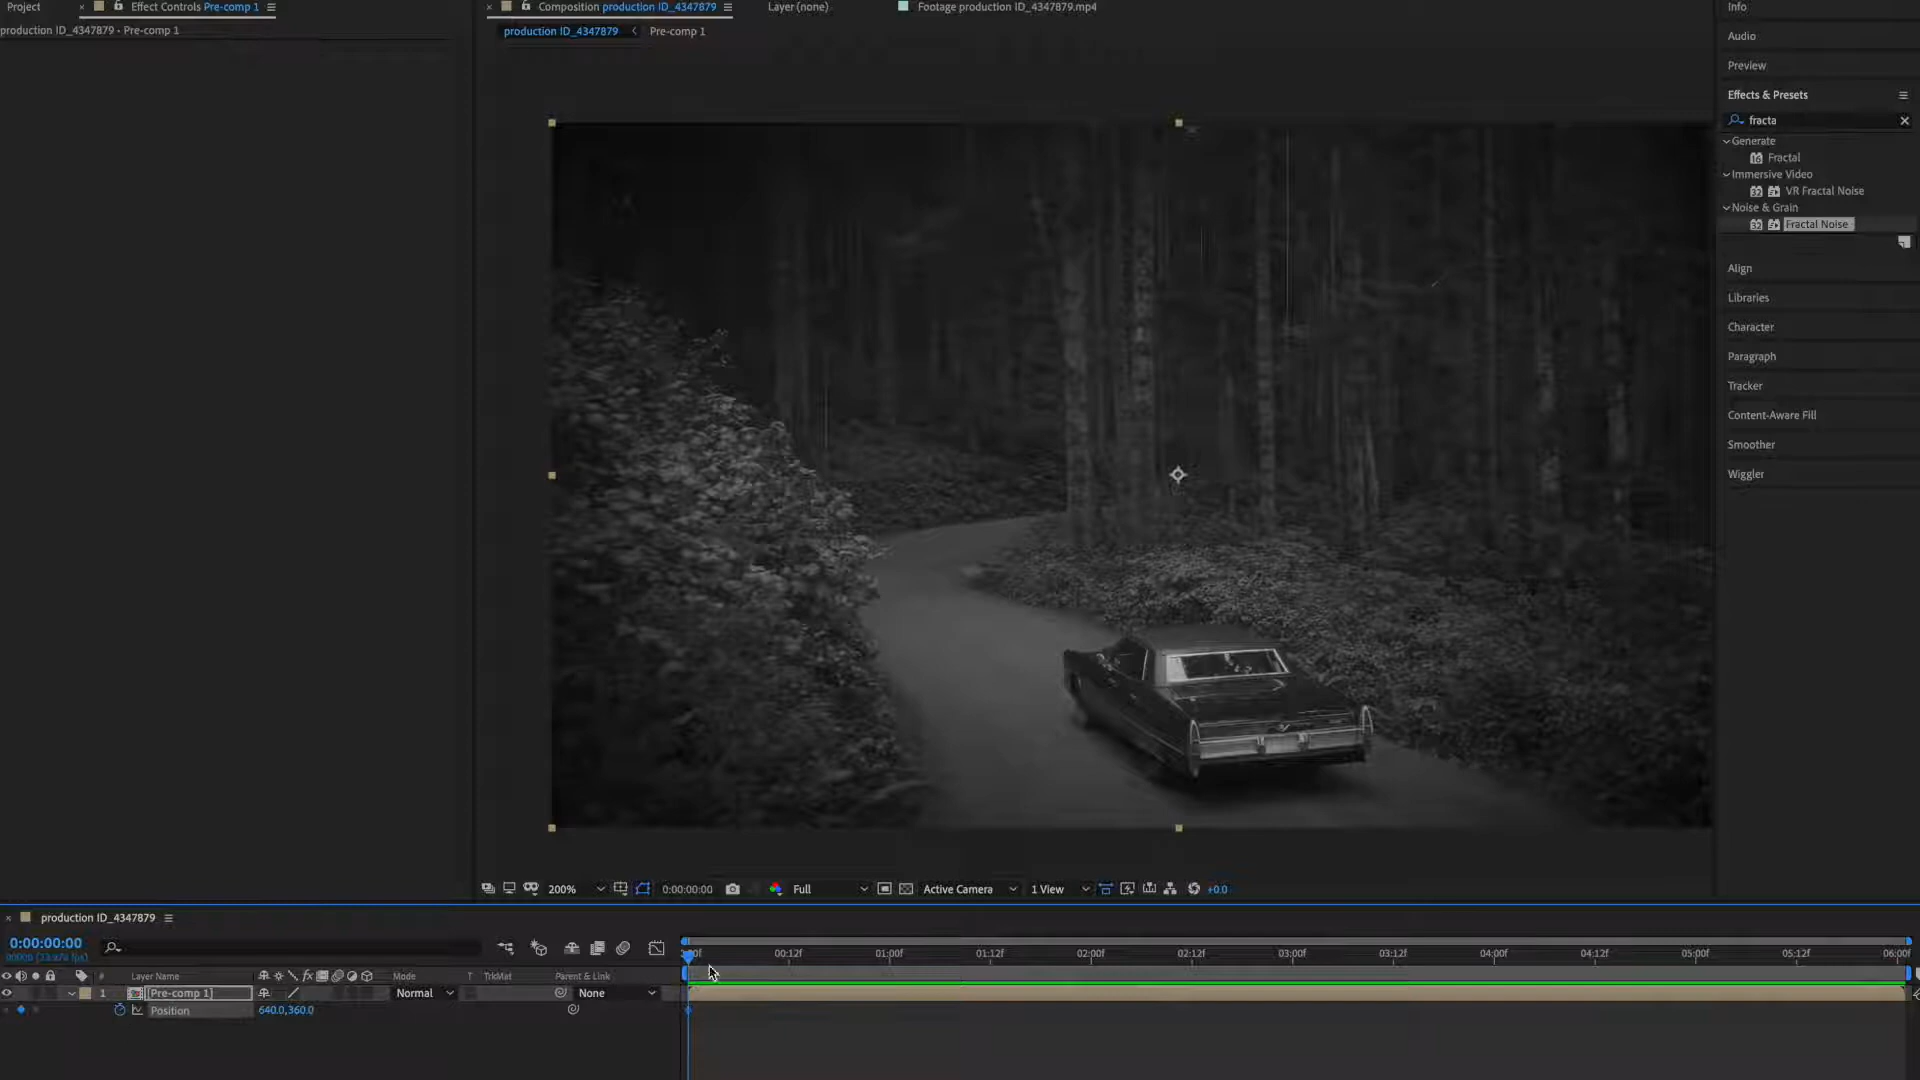 Project
Effect Controls Pre-comp 1
Composition production ID_4347879
Layer (none)
Footage production ID_4347879.mp4
Info
production ID_4347879 • Pre-comp 1
production ID_4347879
Pre-comp 1
Audio
Preview
Effects & Presets
fracta
Generate
Fractal
Immersive Video
VR Fractal Noise
Noise & Grain
Fractal Noise
Align
Libraries
Character
Paragraph
Tracker
Content-Aware Fill
Smoother
Wiggler
200%
0:00:00:00
Full
Active Camera
1 View
+0.0
production ID_4347879
0:00:00:00
00:12f
01:00f
01:12f
02:00f
02:12f
03:00f
03:12f
04:00f
04:12f
05:00f
05:12f
06:00f
# Layer Name
Mode
T TrkMat
Parent & Link
1
[Pre-comp 1]
Normal
None
Position
640.0,360.0